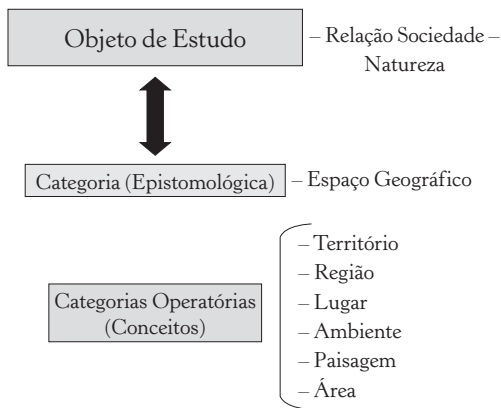 Objeto de Estudo
– Relação Sociedade –
Natureza
Categoria (Epistomológica)
– Espaço Geográfico
Categorias Operatórias
(Conceitos)
– Território
– Região
– Lugar
– Ambiente
– Paisagem
– Área